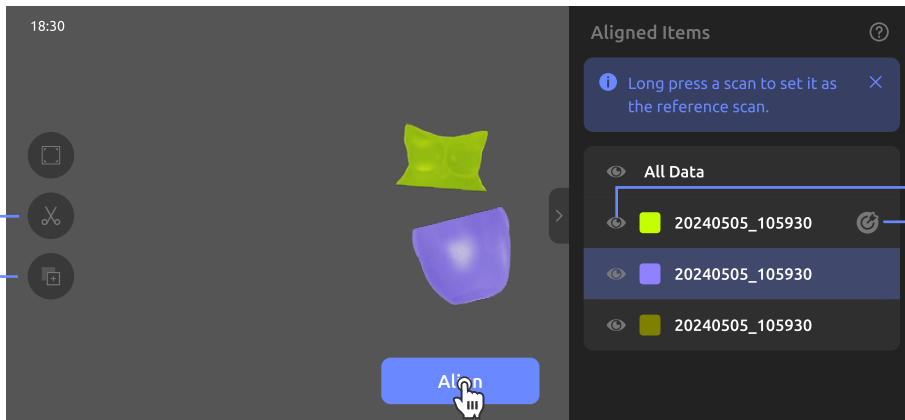 18:30
Aligned Items
Long press a scan to set it as
the reference scan.
All Data
20240505_105930
20240505_105930
20240505_105930
Align